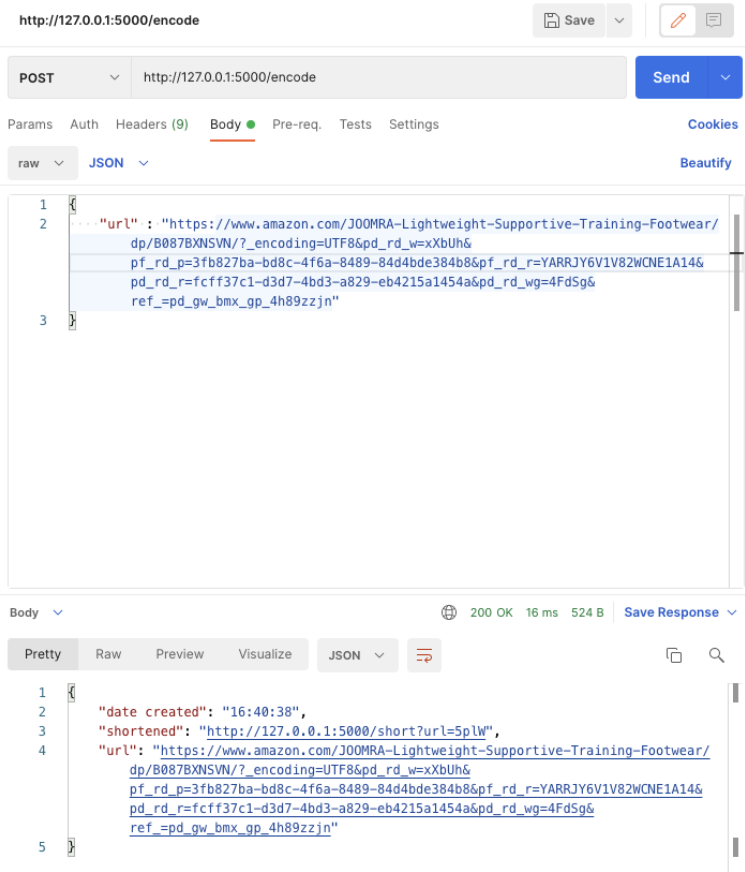 http://127.0.0.1:5000/encode
Save
POST
http://127.0.0.1:5000/encode
Send
Params Auth Headers (9) Body Pre-req. Tests Settings Cookies
raw JSON Beautify
1 {
2 "url" : "https://www.amazon.com/JOOMRA-Lightweight-Supportive-Training-Footwear/
dp/B087BXNSVN/?_encoding=UTF8&pd_rd_w=xXbUh&
pf_rd_p=3fb827ba-bd8c-4f6a-8489-84d4bde384b8&pf_rd_r=YARRJY6V1V82WCNE1A14&
pd_rd_r=fcff37c1-d3d7-4bd3-a829-eb4215a1454a&pd_rd_wg=4FdSg&
ref_=pd_gw_bmx_gp_4h89zzjn"
3 }
Body 200 OK 16 ms 524 B Save Response
Pretty Raw Preview Visualize JSON
1 {
2 "date created": "16:40:38",
3 "shortened": "http://127.0.0.1:5000/short?url=5plW",
4 "url": "https://www.amazon.com/JOOMRA-Lightweight-Supportive-Training-Footwear/
dp/B087BXNSVN/?_encoding=UTF8&pd_rd_w=xXbUh&
pf_rd_p=3fb827ba-bd8c-4f6a-8489-84d4bde384b8&pf_rd_r=YARRJY6V1V82WCNE1A14&
pd_rd_r=fcff37c1-d3d7-4bd3-a829-eb4215a1454a&pd_rd_wg=4FdSg&
ref_=pd_gw_bmx_gp_4h89zzjn"
5 }